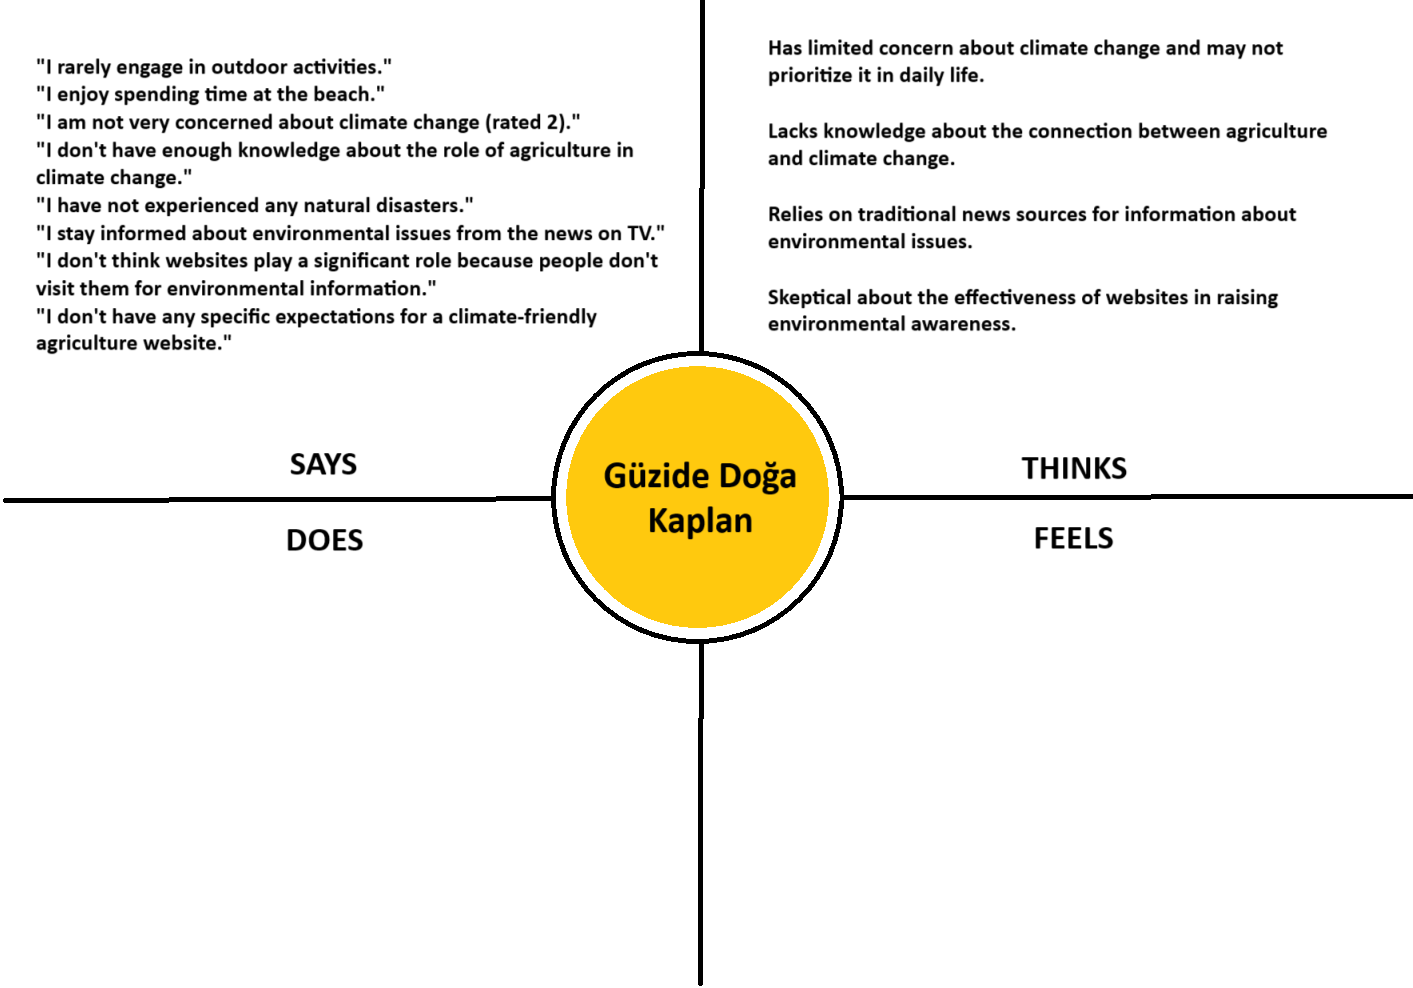 "I rarely engage in outdoor activities."
"I enjoy spending time at the beach."
"I am not very concerned about climate change (rated 2)."
"I don't have enough knowledge about the role of agriculture in
climate change."
"I have not experienced any natural disasters."
"I stay informed about environmental issues from the news on TV."
"I don't think websites play a significant role because people don't
visit them for environmental information."
"I don't have any specific expectations for a climate-friendly
agriculture website."
SAYS
Has limited concern about climate change and may not
prioritize it in daily life.
Lacks knowledge about the connection between agriculture
and climate change.
Relies on traditional news sources for information about
environmental issues.
Skeptical about the effectiveness of websites in raising
environmental awareness.
THINKS
Güzide Doğa
Kaplan
DOES
FEELS